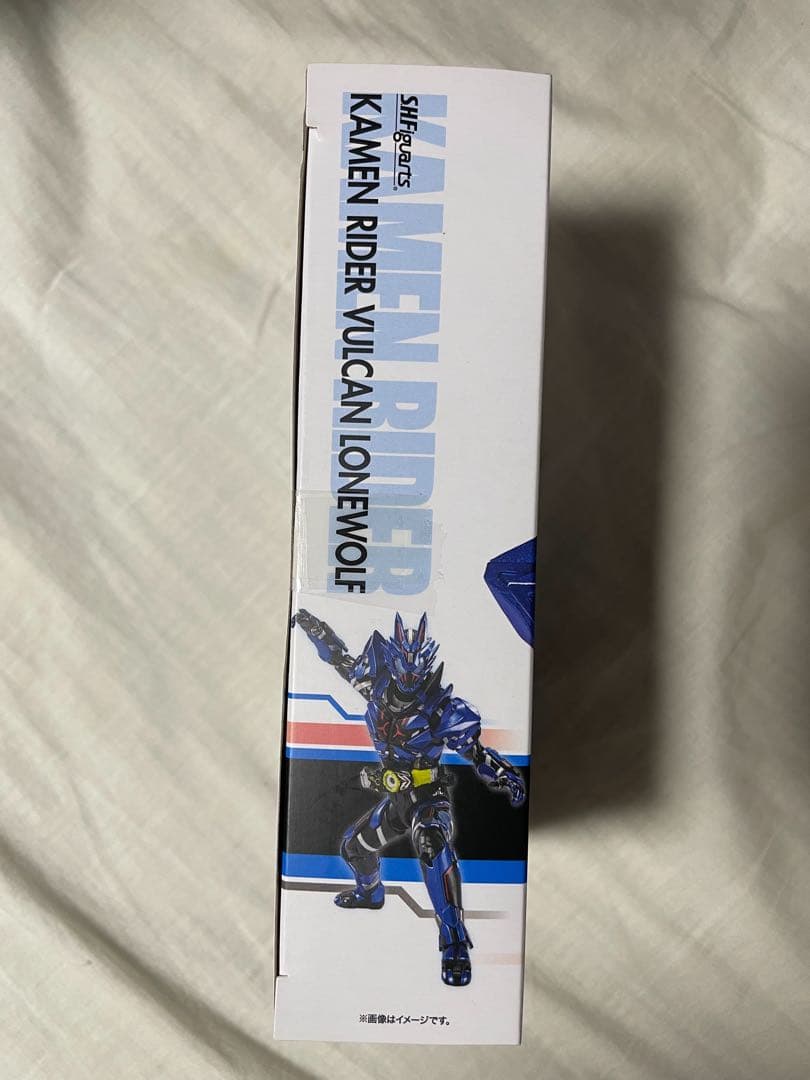 KAMEN RIDER
S.H.Figuarts®
KAMEN RIDER VULCAN LONEWOLF
※画像はイメージです。